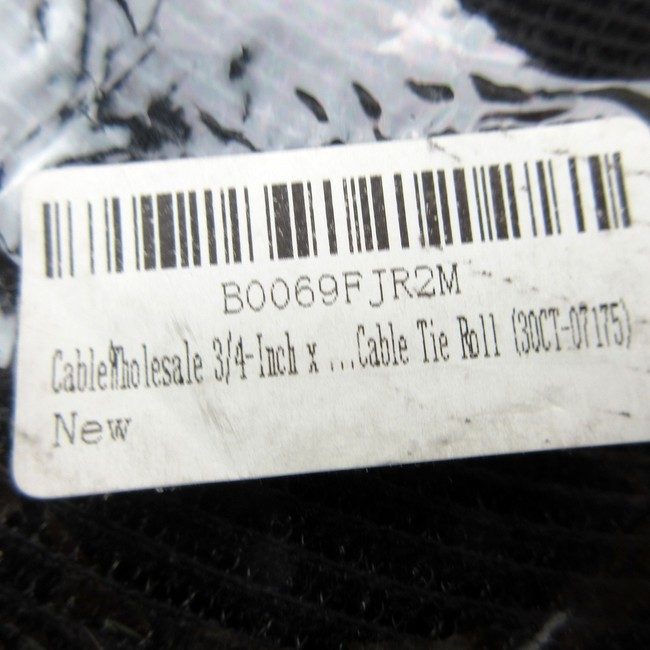 B0069FJR2M
CableWholesale 3/4-Inch x ...Cable Tie Roll (30CT-07175)
New